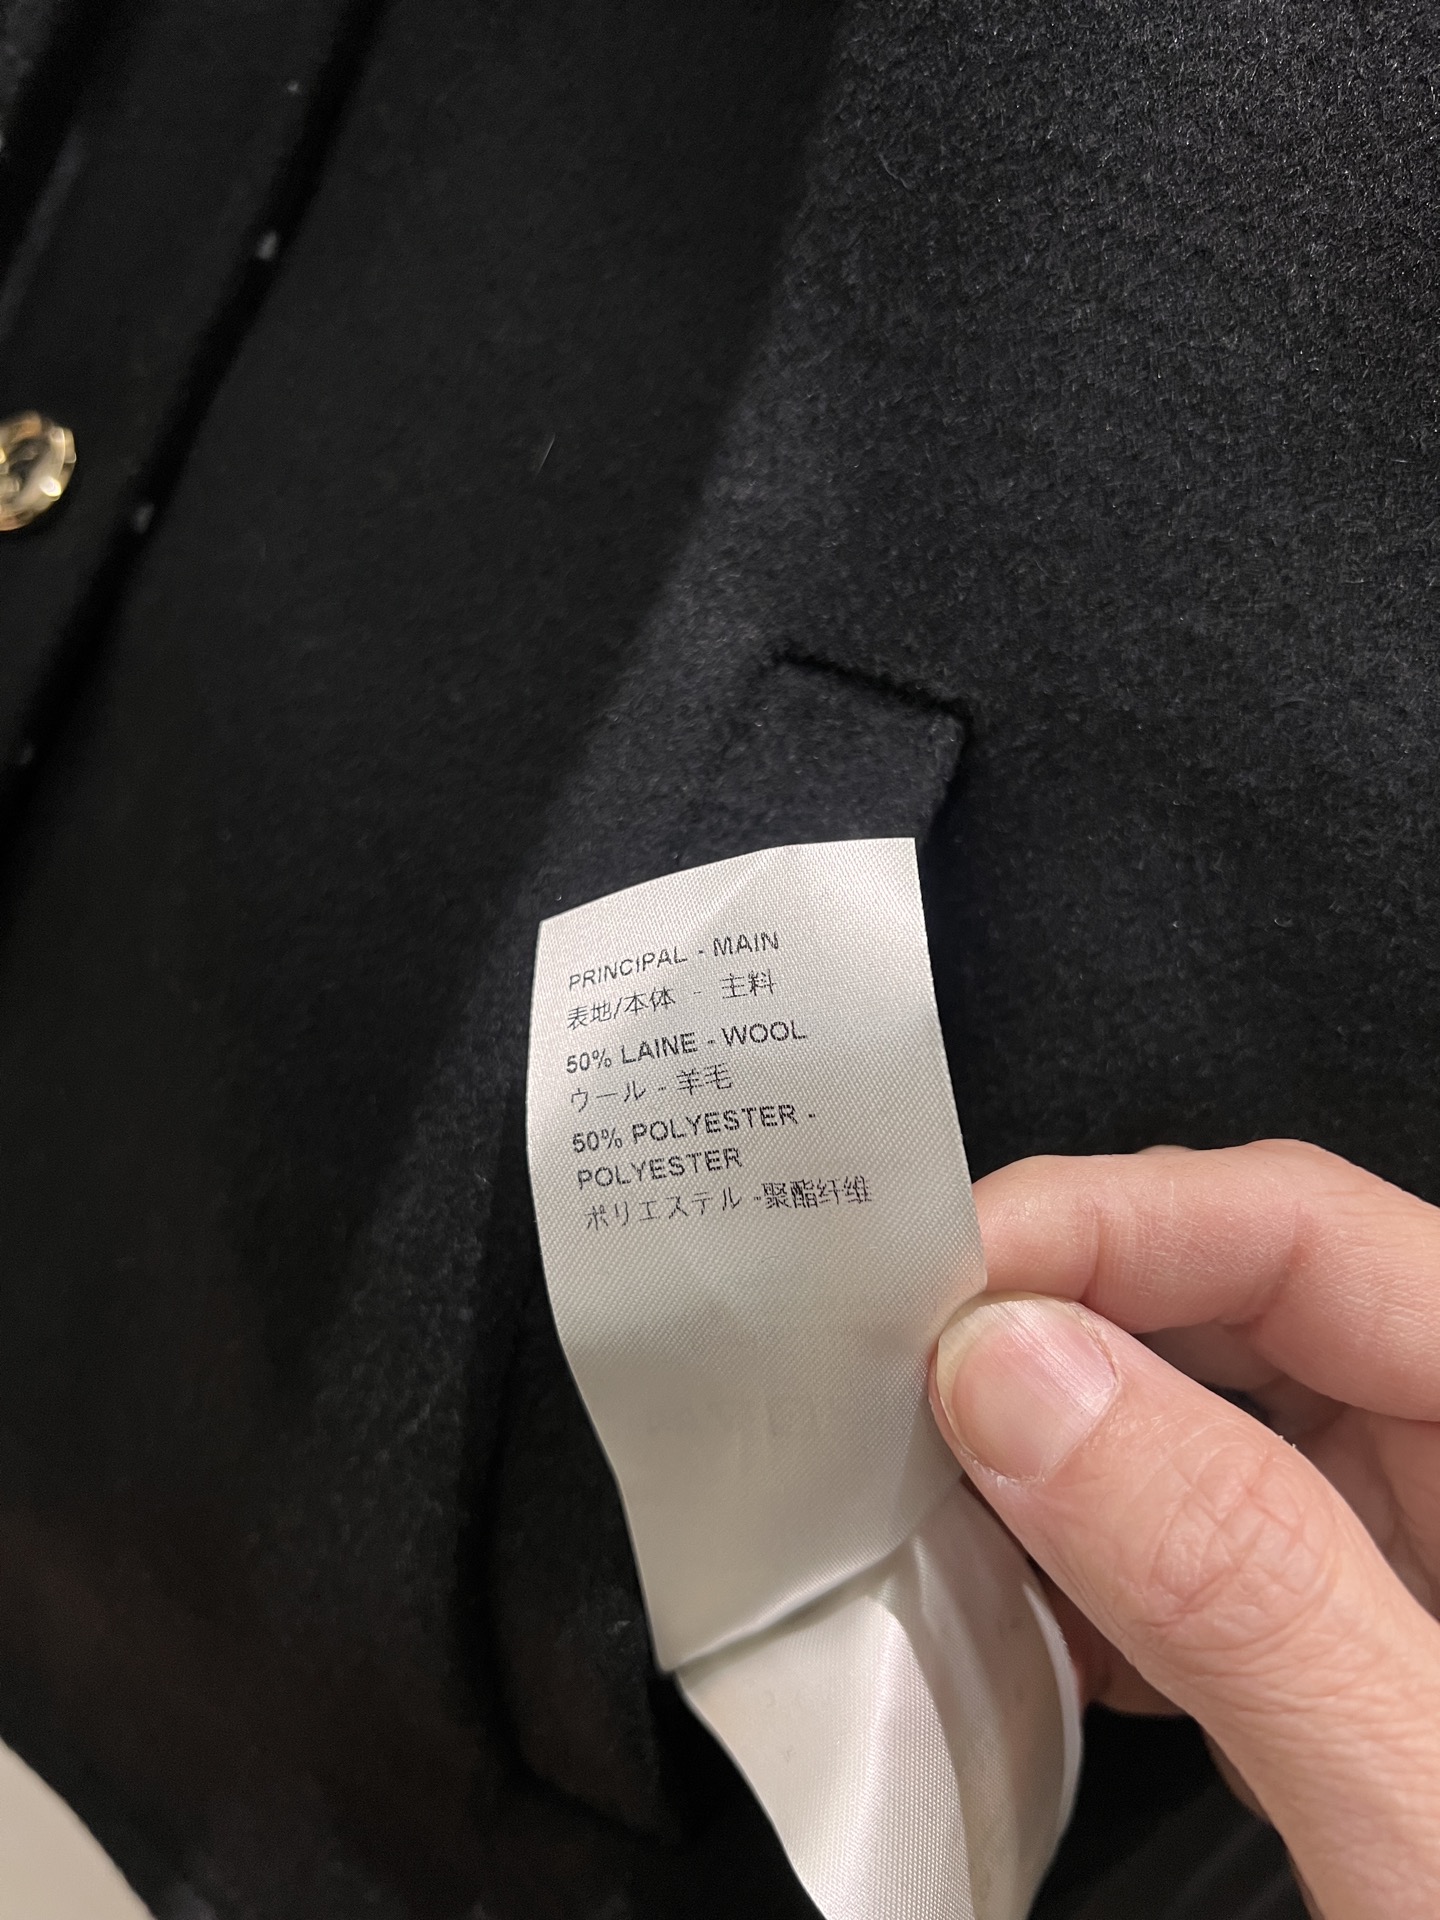 PRINCIPAL - MAIN
表地/本体 - 主料
50% LAINE - WOOL
ウール - 羊毛
50% POLYESTER -
POLYESTER
ポリエステル -聚酯纤维